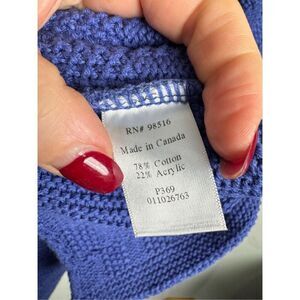 RN# 98516
Made in Canada
78% Cotton
22% Acrylic
P369
011026763